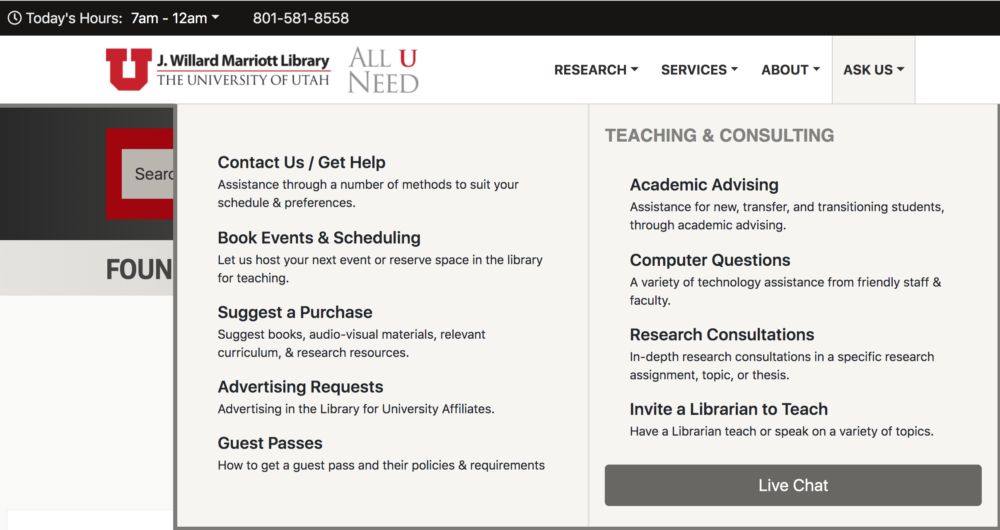 Today's Hours: 7am - 12am 801-581-8558
U J. Willard Marriott Library
THE UNIVERSITY OF UTAH
ALL U
NEED
RESEARCH SERVICES ABOUT ASK US
Searc
FOUN
Contact Us / Get Help
Assistance through a number of methods to suit your
schedule & preferences.
Book Events & Scheduling
Let us host your next event or reserve space in the library
for teaching.
Suggest a Purchase
Suggest books, audio-visual materials, relevant
curriculum, & research resources.
Advertising Requests
Advertising in the Library for University Affiliates.
Guest Passes
How to get a guest pass and their policies & requirements
TEACHING & CONSULTING
Academic Advising
Assistance for new, transfer, and transitioning students,
through academic advising.
Computer Questions
A variety of technology assistance from friendly staff &
faculty.
Research Consultations
In-depth research consultations in a specific research
assignment, topic, or thesis.
Invite a Librarian to Teach
Have a Librarian teach or speak on a variety of topics.
Live Chat